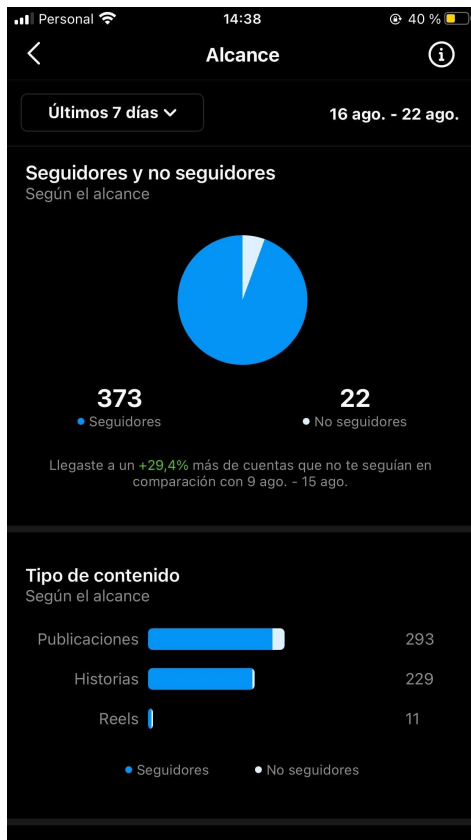 Personal 14:38 40 %
Alcance
Últimos 7 días 16 ago. - 22 ago.
Seguidores y no seguidores
Según el alcance
373 22
Seguidores No seguidores
Llegaste a un +29,4% más de cuentas que no te seguían en
comparación con 9 ago. - 15 ago.
Tipo de contenido
Según el alcance
Publicaciones 293
Historias 229
Reels 11
Seguidores No seguidores